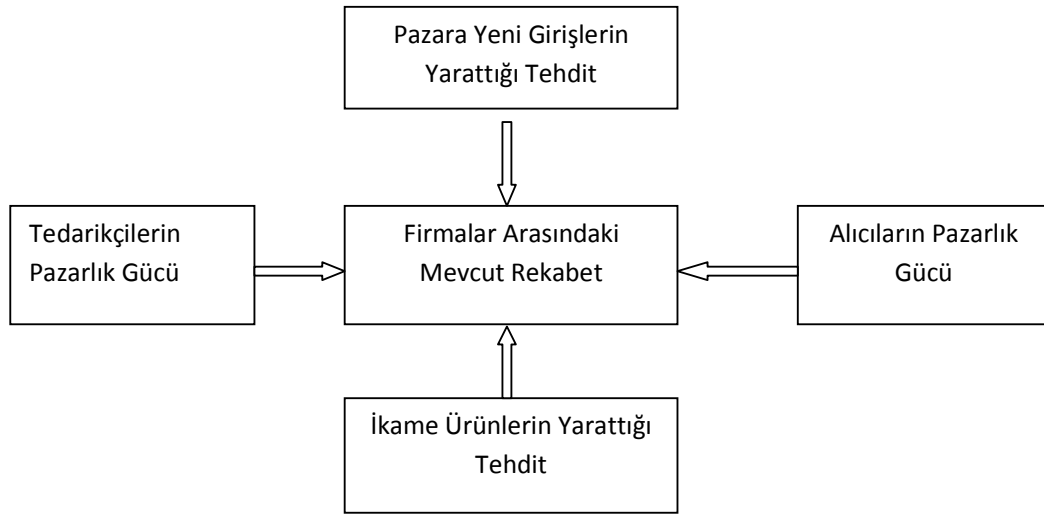 Pazara Yeni Girişlerin
Yarattığı Tehdit
Tedarikçilerin
Pazarlık Gücü
Firmalar Arasındaki
Mevcut Rekabet
Alıcıların Pazarlık
Gücü
İkame Ürünlerin Yarattığı
Tehdit